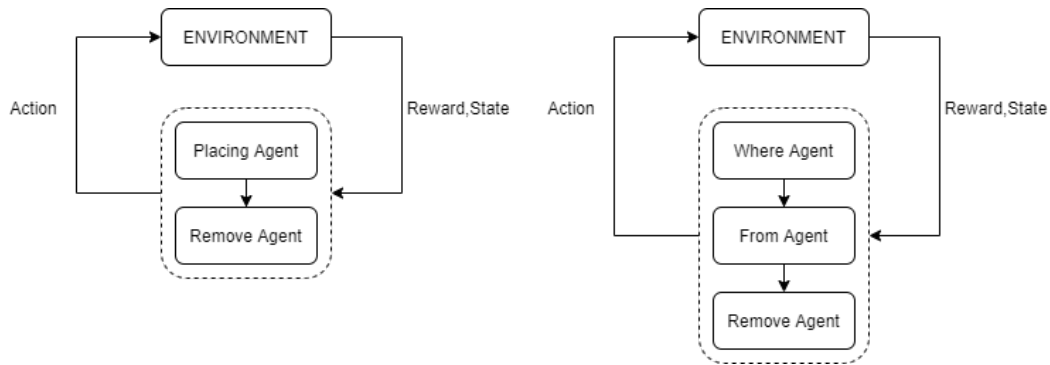 ENVIRONMENT
Action
Reward,State
Placing Agent
Remove Agent
ENVIRONMENT
Action
Reward,State
Where Agent
From Agent
Remove Agent